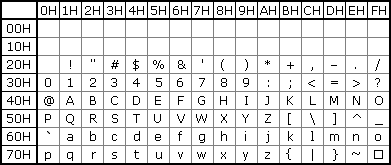 0H 1H 2H 3H 4H 5H 6H 7H 8H 9H AH BH CH DH EH FH
00H
10H
20H ! " # $ % & ' ( ) * + , - . /
30H 0 1 2 3 4 5 6 7 8 9 : ; < = > ?
40H @ A B C D E F G H I J K L M N O
50H P Q R S T U V W X Y Z [ \ ] ^ _
60H ` a b c d e f g h i j k l m n o
70H p q r s t u v w x y z { | } ~ □